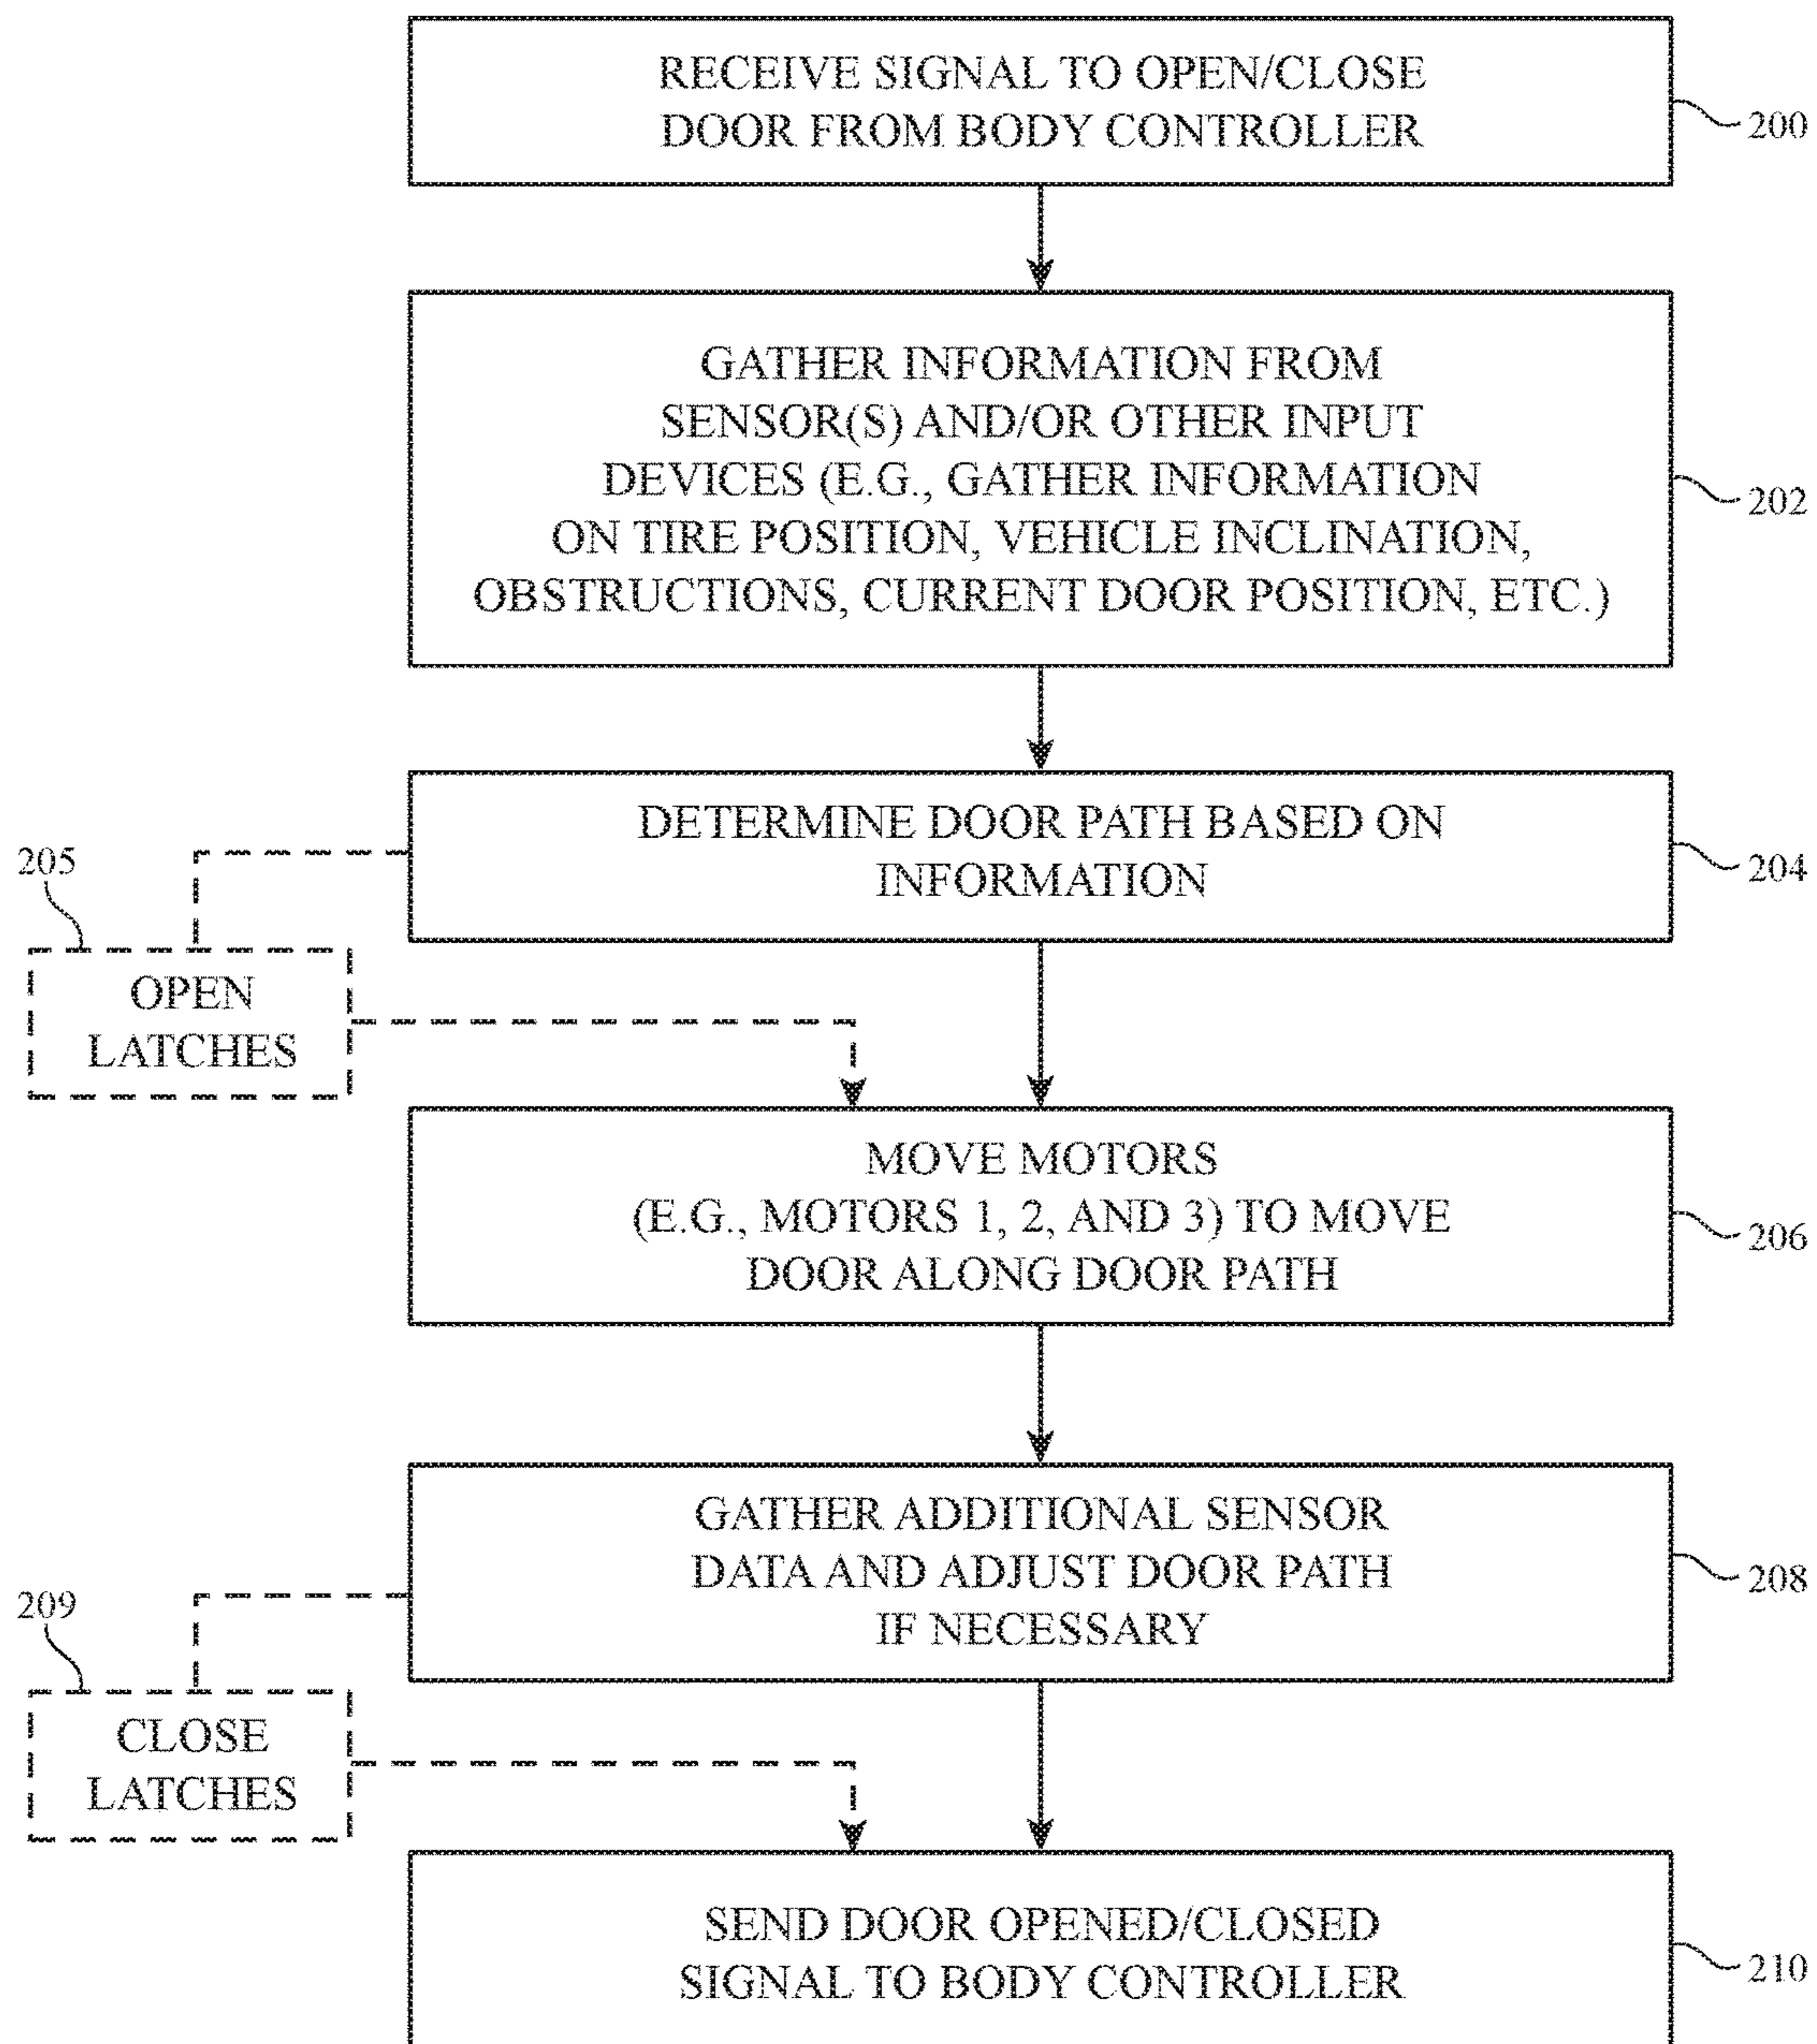 RECEIVE SIGNAL TO OPEN/CLOSE
DOOR FROM BODY CONTROLLER
200
GATHER INFORMATION FROM
SENSOR(S) AND/OR OTHER INPUT
DEVICES (E.G., GATHER INFORMATION
ON TIRE POSITION, VEHICLE INCLINATION,
OBSTRUCTIONS, CURRENT DOOR POSITION, ETC.)
202
DETERMINE DOOR PATH BASED ON
INFORMATION
204
205
OPEN
LATCHES
MOVE MOTORS
(E.G., MOTORS 1, 2, AND 3) TO MOVE
DOOR ALONG DOOR PATH
206
GATHER ADDITIONAL SENSOR
DATA AND ADJUST DOOR PATH
IF NECESSARY
208
209
CLOSE
LATCHES
SEND DOOR OPENED/CLOSED
SIGNAL TO BODY CONTROLLER
210